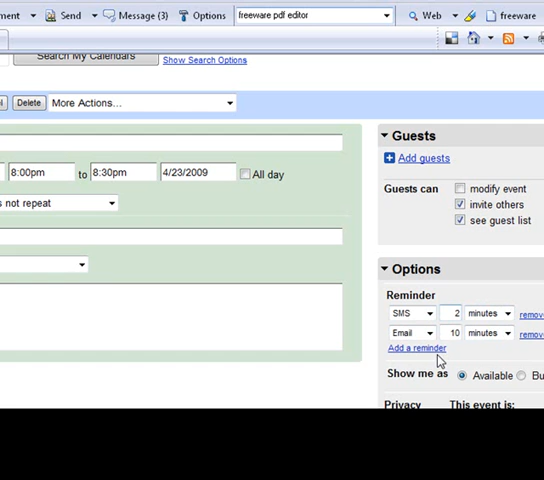 Send Message (3) Options freeware pdf editor Web freeware
Search My Calendars Show Search Options
Delete More Actions...
Guests
Add guests
8:00pm to 8:30pm 4/23/2009 All day
Guests can modify event
s not repeat invite others
see guest list
Options
Reminder
SMS 2 minutes remov
Email 10 minutes remov
Add a reminder
Show me as Available Bu
Privacy This event is: